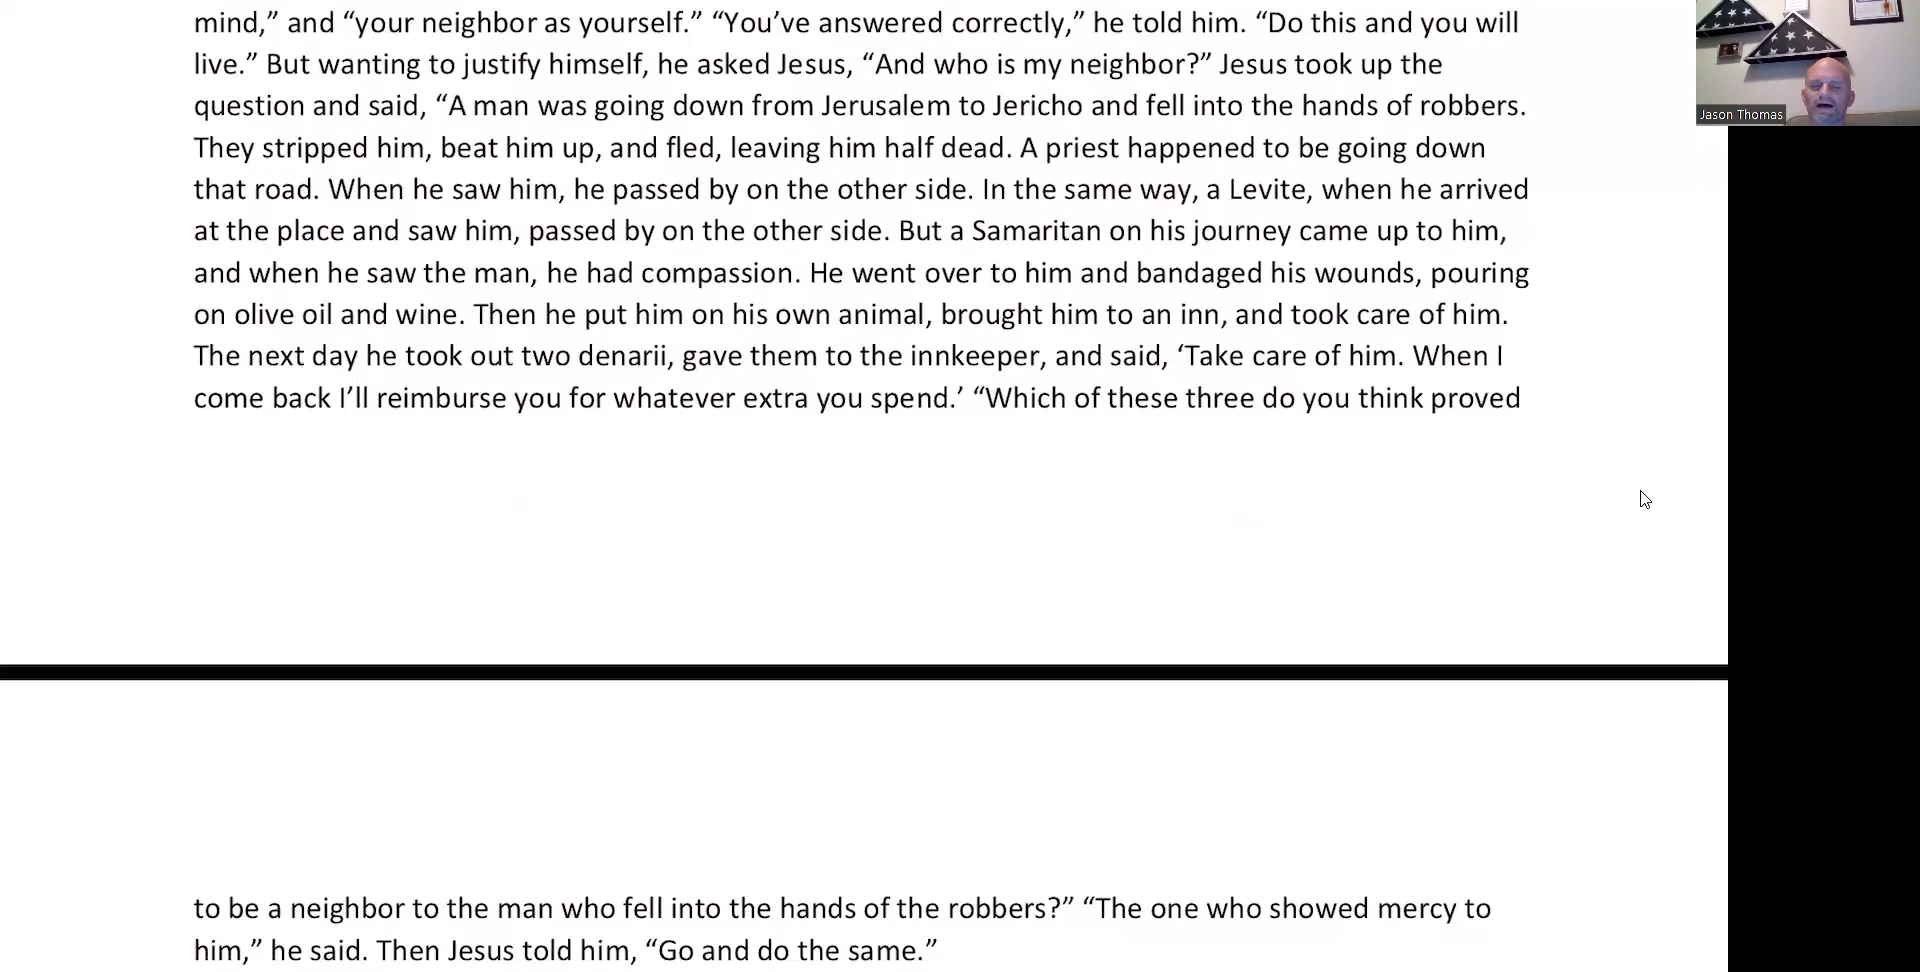 mind,” and “your neighbor as yourself.” “You’ve answered correctly,” he told him. “Do this and you will
live.” But wanting to justify himself, he asked Jesus, “And who is my neighbor?” Jesus took up the
question and said, “A man was going down from Jerusalem to Jericho and fell into the hands of robbers.
They stripped him, beat him up, and fled, leaving him half dead. A priest happened to be going down
that road. When he saw him, he passed by on the other side. In the same way, a Levite, when he arrived
at the place and saw him, passed by on the other side. But a Samaritan on his journey came up to him,
and when he saw the man, he had compassion. He went over to him and bandaged his wounds, pouring
on olive oil and wine. Then he put him on his own animal, brought him to an inn, and took care of him.
The next day he took out two denarii, gave them to the innkeeper, and said, ‘Take care of him. When I
come back I’ll reimburse you for whatever extra you spend.’ “Which of these three do you think proved
to be a neighbor to the man who fell into the hands of the robbers?” “The one who showed mercy to
him,” he said. Then Jesus told him, “Go and do the same.”
Jason Thomas